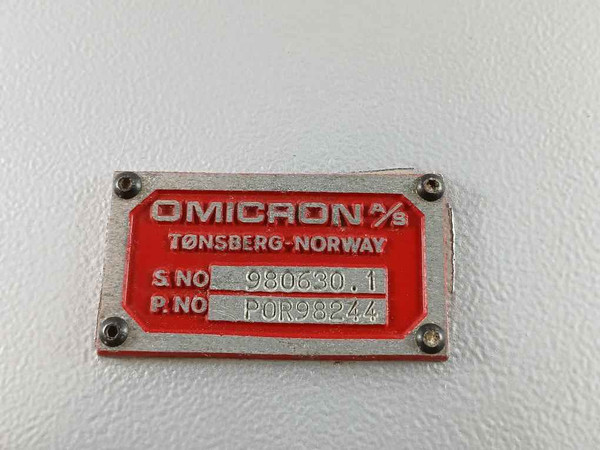 OMICRON A/S
TØNSBERG-NORWAY
S.NO 980630.1
P.NO POR98244